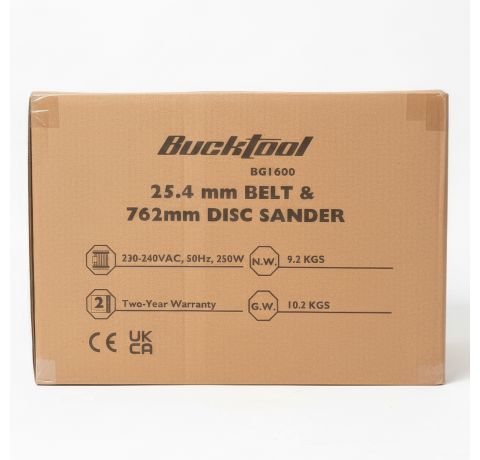 Bucktool
BG1600
25.4 mm BELT &
762mm DISC SANDER
230-240VAC, 50Hz, 250W N.W. 9.2 KGS
2 Two-Year Warranty G.W. 10.2 KGS
CE UK
CA